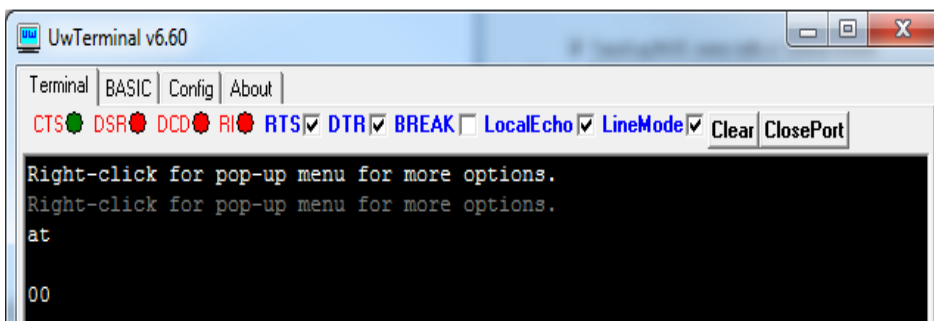 UwTerminal v6.60
Terminal BASIC Config About
CTS DSR DCD RI RTS DTR BREAK LocalEcho LineMode Clear ClosePort
Right-click for pop-up menu for more options.
Right-click for pop-up menu for more options.
at
00